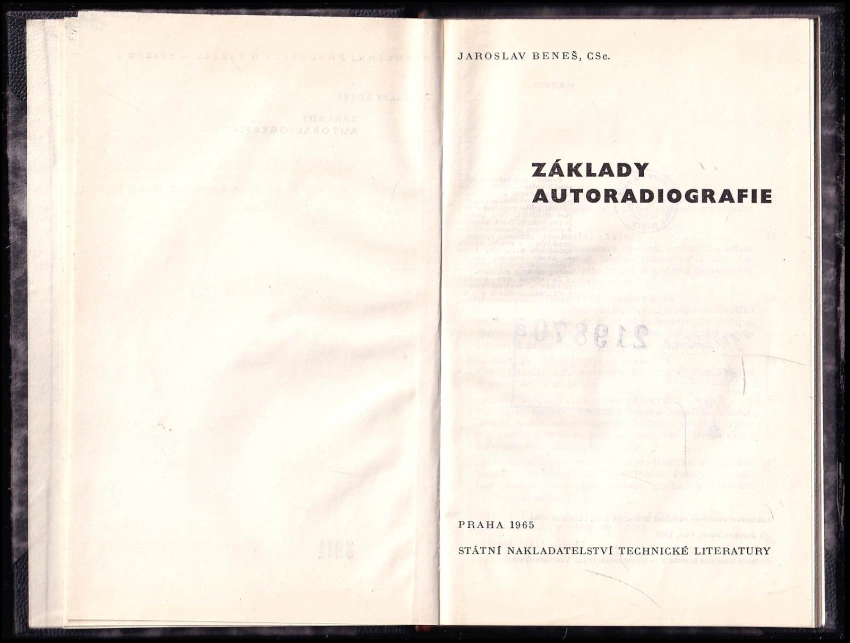 JAROSLAV BENEŠ, CSc.
ZÁKLADY
AUTORADIOGRAFIE
PRAHA 1965
STÁTNÍ NAKLADATELSTVÍ TECHNICKÉ LITERATURY